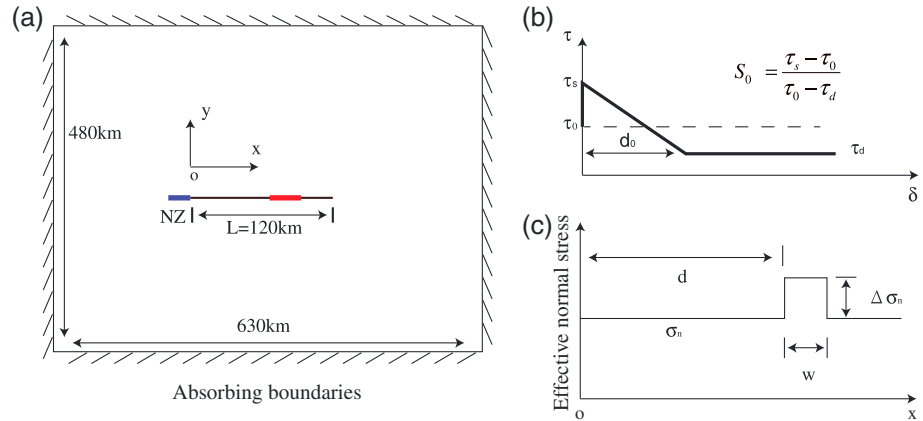 (a)
480km
y
x
o
NZ
L=120km
630km
Absorbing boundaries
(b)
τ
τs
τ0
d0
τd
δ
S0 = (τs − τ0) / (τ0 − τd)
(c)
Effective normal stress
d
Δ σn
σn
w
o
x